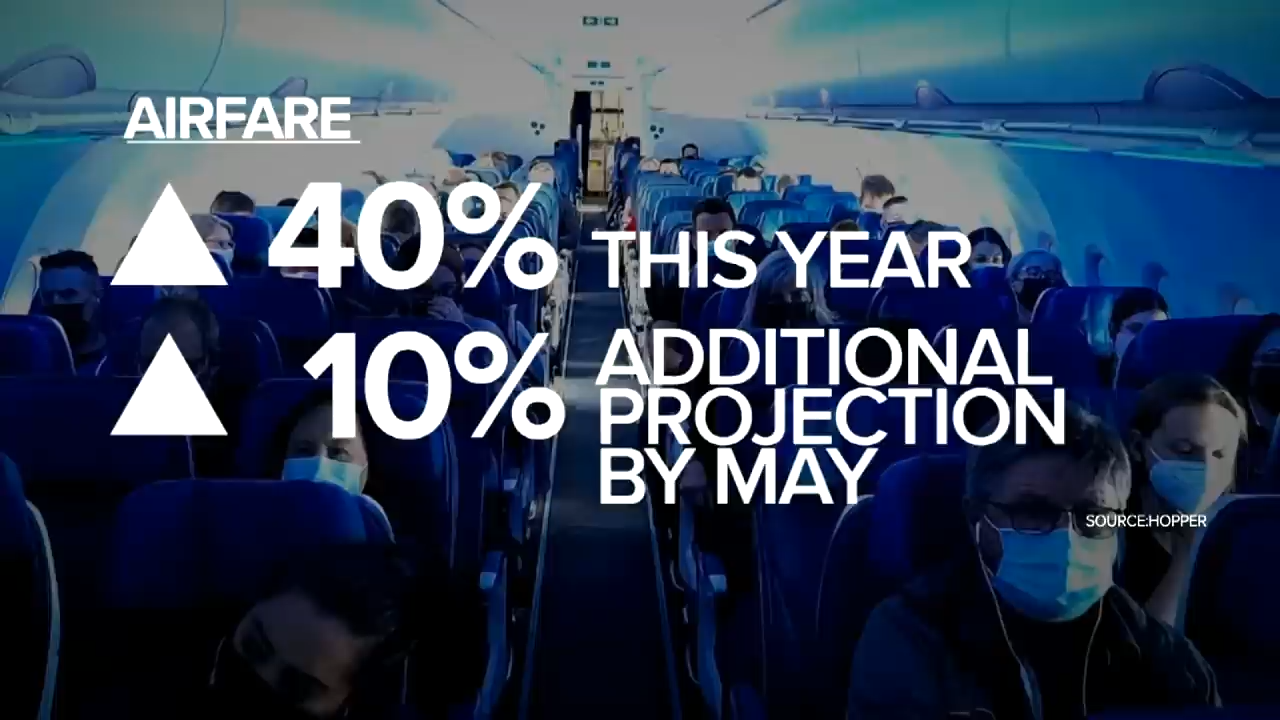 AIRFARE
▲ 40% THIS YEAR
▲ 10% ADDITIONAL
PROJECTION
BY MAY
SOURCE:HOPPER